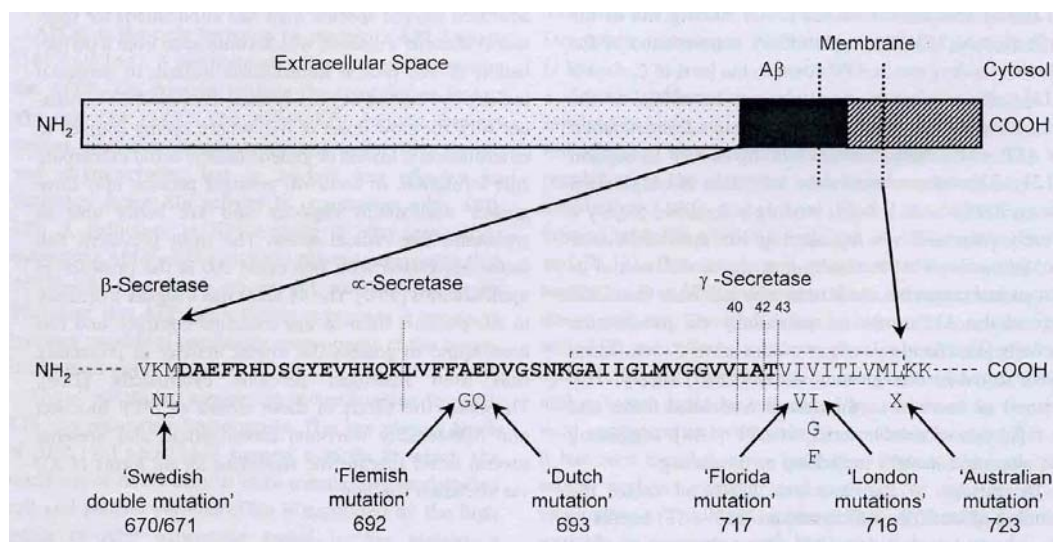 Membrane
Extracellular Space Aβ Cytosol
NH2 COOH
β-Secretase ∝-Secretase γ-Secretase
40 42 43
NH2 VKMDAEFRHDSGYEVHHQKLVFFAEDVGSNKGAIIGLMVGGVVIATVIVITLVMLKK COOH
NL GQ VI X
G
F
'Swedish 'Flemish 'Dutch 'Florida 'London 'Australian
double mutation' mutation' mutation' mutation' mutations' mutation'
670/671 692 693 717 716 723